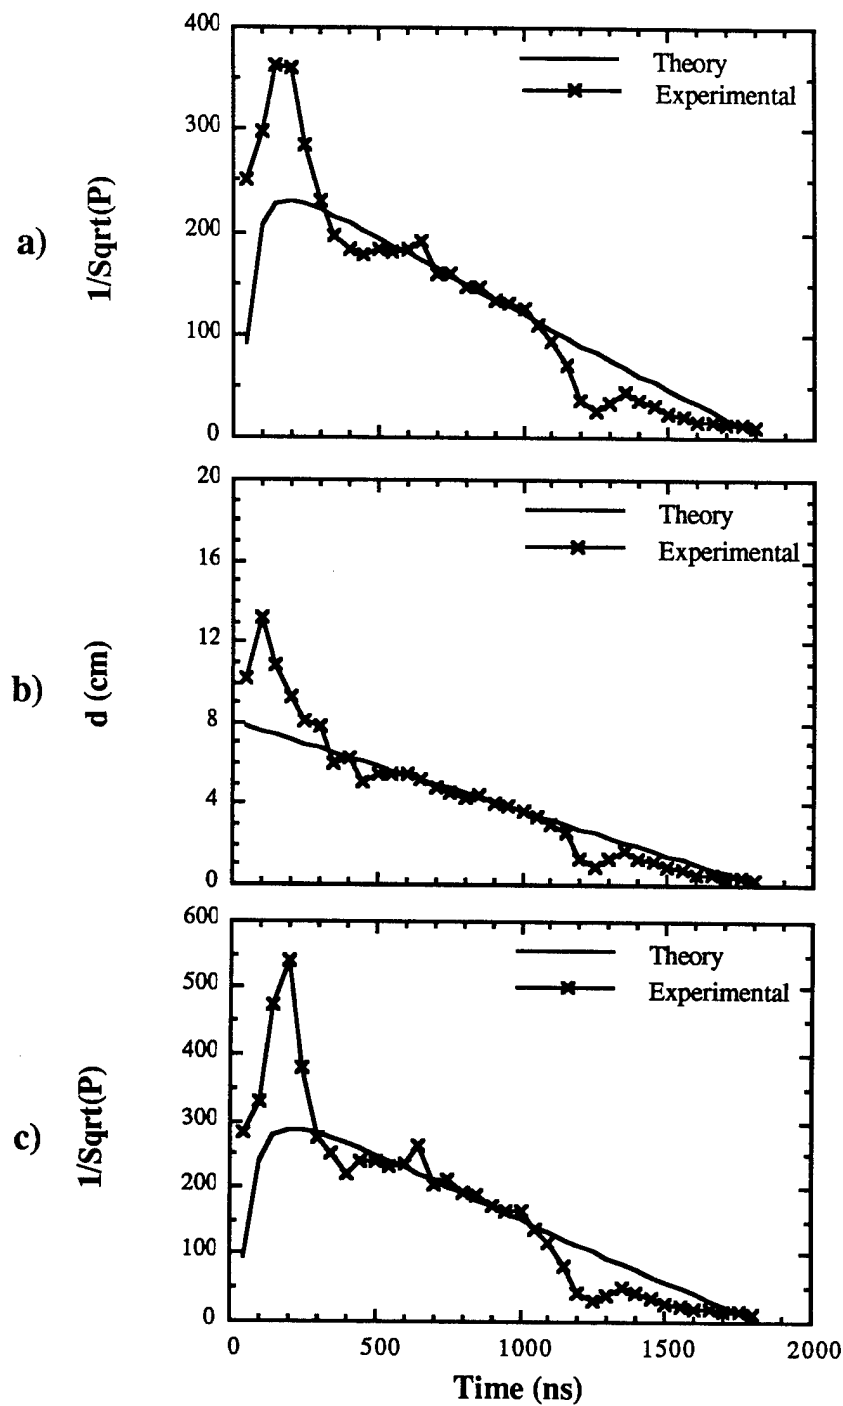 a)
1/Sqrt(P)
400
300
200
100
0
Theory
Experimental
b)
d (cm)
20
16
12
8
4
0
Theory
Experimental
c)
1/Sqrt(P)
600
500
400
300
200
100
0
Theory
Experimental
0 500 1000 1500 2000
Time (ns)